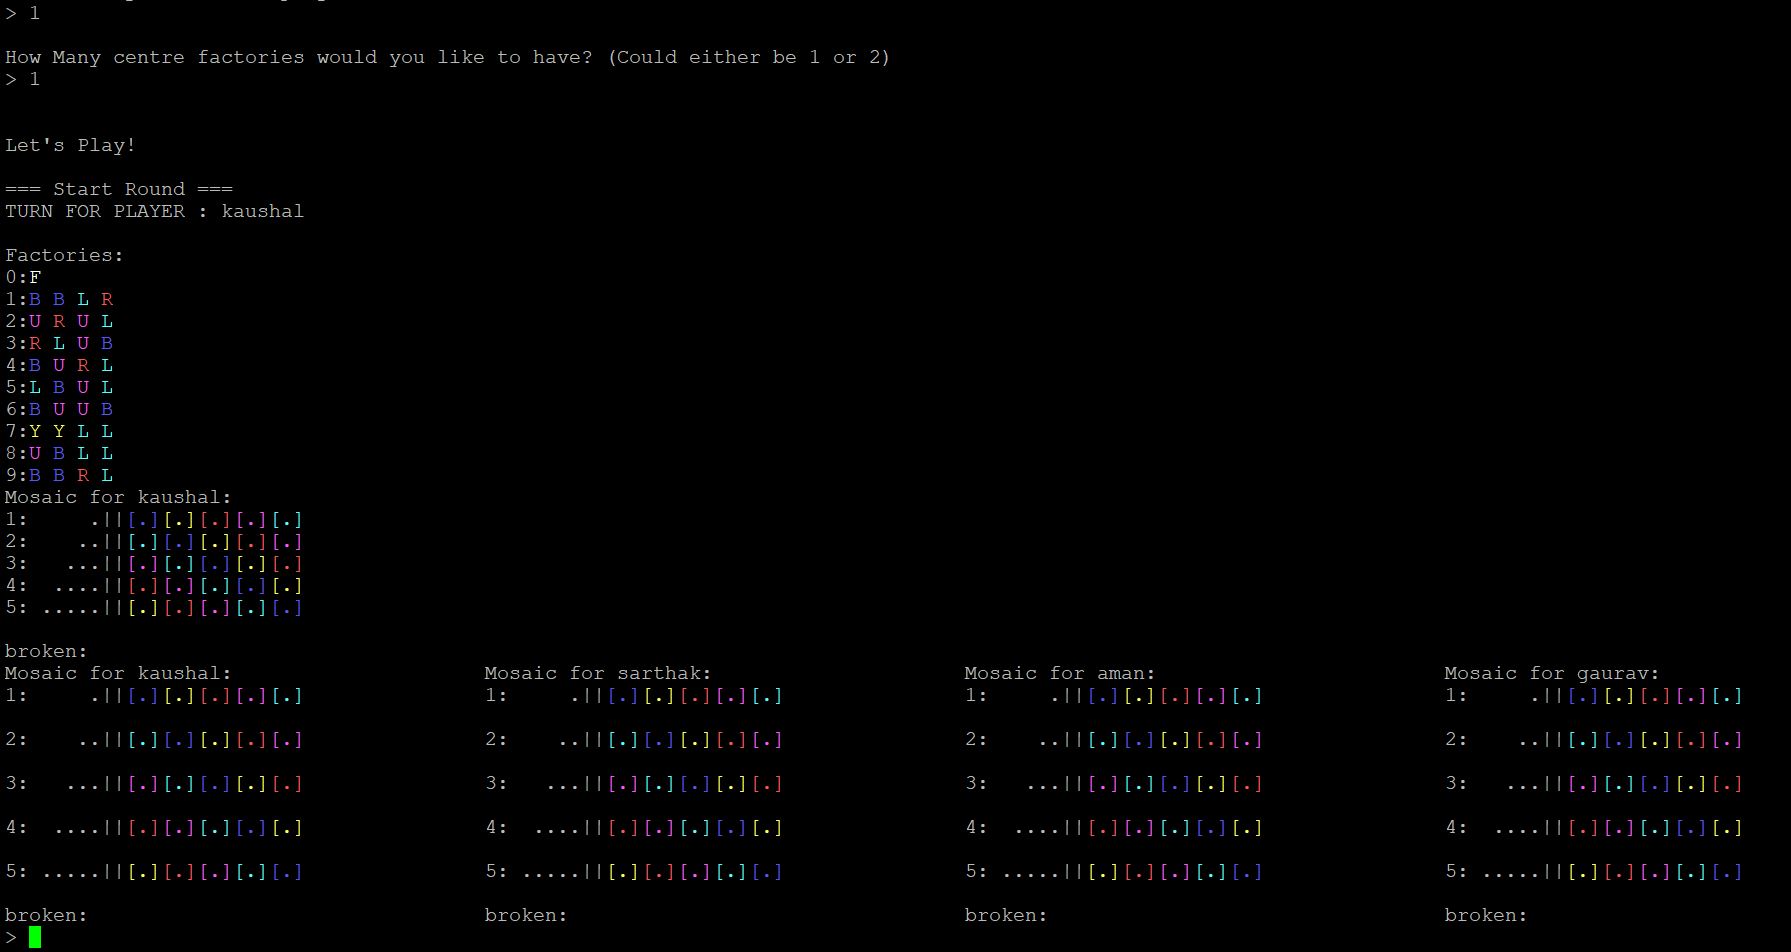 > 1

How Many centre factories would you like to have? (Could either be 1 or 2)
> 1


Let's Play!

=== Start Round ===
TURN FOR PLAYER : kaushal

Factories:
0:F
1:B B L R
2:U R U L
3:R L U B
4:B U R L
5:L B U L
6:B U U B
7:Y Y L L
8:U B L L
9:B B R L
Mosaic for kaushal:
1:     .||[.][.][.][.][.]
2:    ..||[.][.][.][.][.]
3:   ...||[.][.][.][.][.]
4:  ....||[.][.][.][.][.]
5: .....||[.][.][.][.][.]

broken:
Mosaic for kaushal:                     Mosaic for sarthak:                     Mosaic for aman:                        Mosaic for gaurav:
1:     .||[.][.][.][.][.]               1:     .||[.][.][.][.][.]               1:     .||[.][.][.][.][.]               1:     .||[.][.][.][.][.]

2:    ..||[.][.][.][.][.]               2:    ..||[.][.][.][.][.]               2:    ..||[.][.][.][.][.]               2:    ..||[.][.][.][.][.]

3:   ...||[.][.][.][.][.]               3:   ...||[.][.][.][.][.]               3:   ...||[.][.][.][.][.]               3:   ...||[.][.][.][.][.]

4:  ....||[.][.][.][.][.]               4:  ....||[.][.][.][.][.]               4:  ....||[.][.][.][.][.]               4:  ....||[.][.][.][.][.]

5: .....||[.][.][.][.][.]               5: .....||[.][.][.][.][.]               5: .....||[.][.][.][.][.]               5: .....||[.][.][.][.][.]

broken:                                 broken:                                 broken:                                 broken:
>